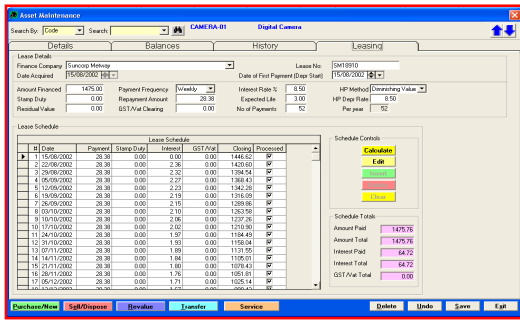 Asset Maintenance
Search By: Code Search: CAMERA-01 Digital Camera
Details Balances History Leasing
Lease Details
Finance Company Suncorp Metway Lease No SM18910
Date Acquired 15/08/2002 Date of First Payment (Depr Start) 15/08/2002
Amount Financed 1475.00 Payment Frequency Weekly Interest Rate % 8.50 HP Method Diminishing Value
Stamp Duty 0.00 Repayment Amount 28.38 Expected Life 3.00 HP Depr Rate 8.50
Residual Value 0.00 GST/Vat Clearing 0.00 No of Payments 52 Per year 52
Lease Schedule
Lease Schedule
# Date Payment Stamp Duty Interest GST/Vat Closing Processed
1 15/08/2002 28.38 0.00 0.00 0.00 1446.62
2 22/08/2002 28.38 0.00 2.36 0.00 1420.60
3 29/08/2002 28.38 0.00 2.32 0.00 1394.54
4 05/09/2002 28.38 0.00 2.27 0.00 1368.43
5 12/09/2002 28.38 0.00 2.23 0.00 1342.28
6 19/09/2002 28.38 0.00 2.19 0.00 1316.09
7 26/09/2002 28.38 0.00 2.15 0.00 1289.86
8 03/10/2002 28.38 0.00 2.10 0.00 1263.58
9 10/10/2002 28.38 0.00 2.06 0.00 1237.26
10 17/10/2002 28.38 0.00 2.02 0.00 1210.90
11 24/10/2002 28.38 0.00 1.97 0.00 1184.49
12 31/10/2002 28.38 0.00 1.93 0.00 1158.04
13 07/11/2002 28.38 0.00 1.89 0.00 1131.55
14 14/11/2002 28.38 0.00 1.84 0.00 1105.01
15 21/11/2002 28.38 0.00 1.80 0.00 1078.43
16 28/11/2002 28.38 0.00 1.76 0.00 1051.81
17 05/12/2002 28.38 0.00 1.71 0.00 1025.14
Schedule Controls
Calculate
Edit
Insert
Clear
Schedule Totals
Amount Paid 1475.76
Amount Total 1475.76
Interest Paid 64.72
Interest Total 64.72
GST/Vat Total 0.00
Purchase/New Sell/Dispose Revalue Transfer Service Delete Undo Save Exit